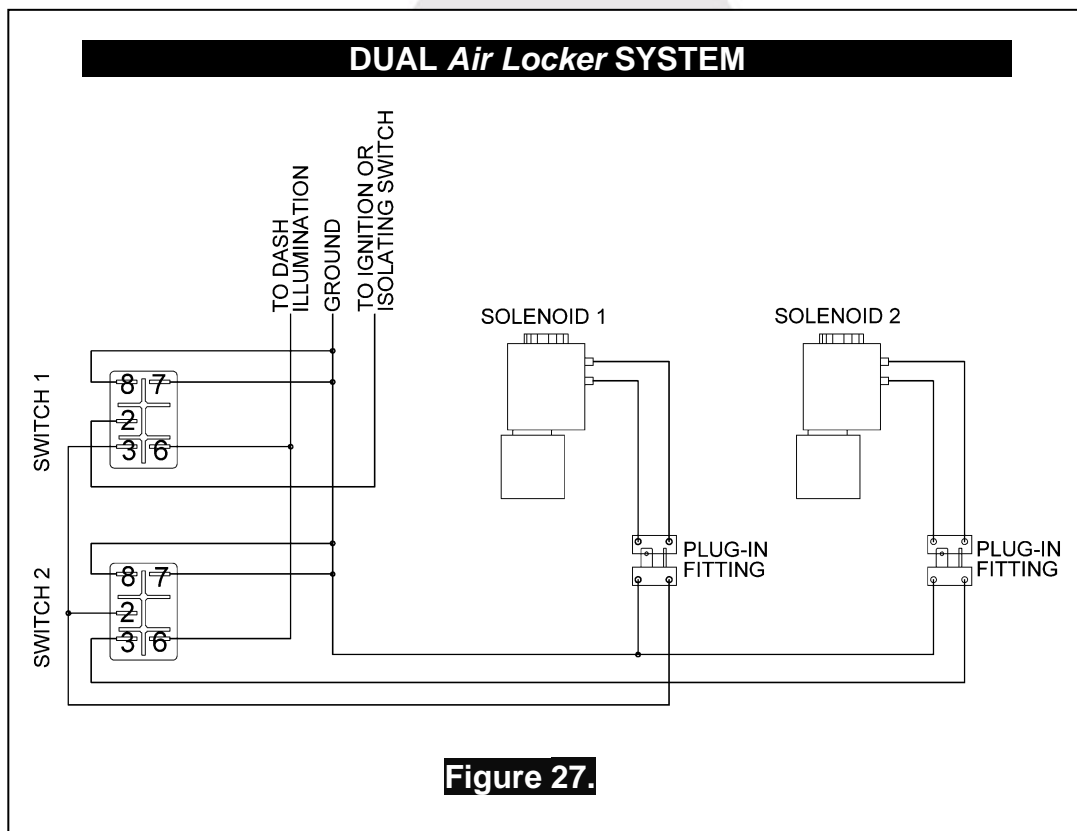 DUAL Air Locker SYSTEM
TO DASH
ILLUMINATION
GROUND
TO IGNITION OR
ISOLATING SWITCH
SOLENOID 1
SOLENOID 2
SWITCH 1
8 7
2
3 6
PLUG-IN
FITTING
PLUG-IN
FITTING
SWITCH 2
8 7
2
3 6
Figure 27.